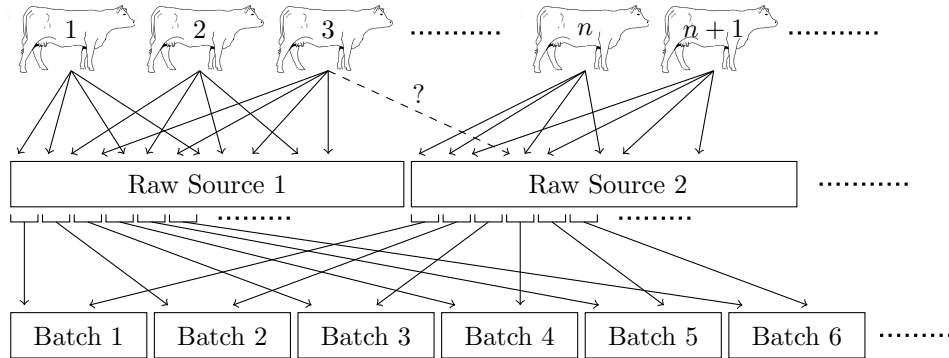 1 2 3 n n + 1
?
Raw Source 1 Raw Source 2
Batch 1 Batch 2 Batch 3 Batch 4 Batch 5 Batch 6